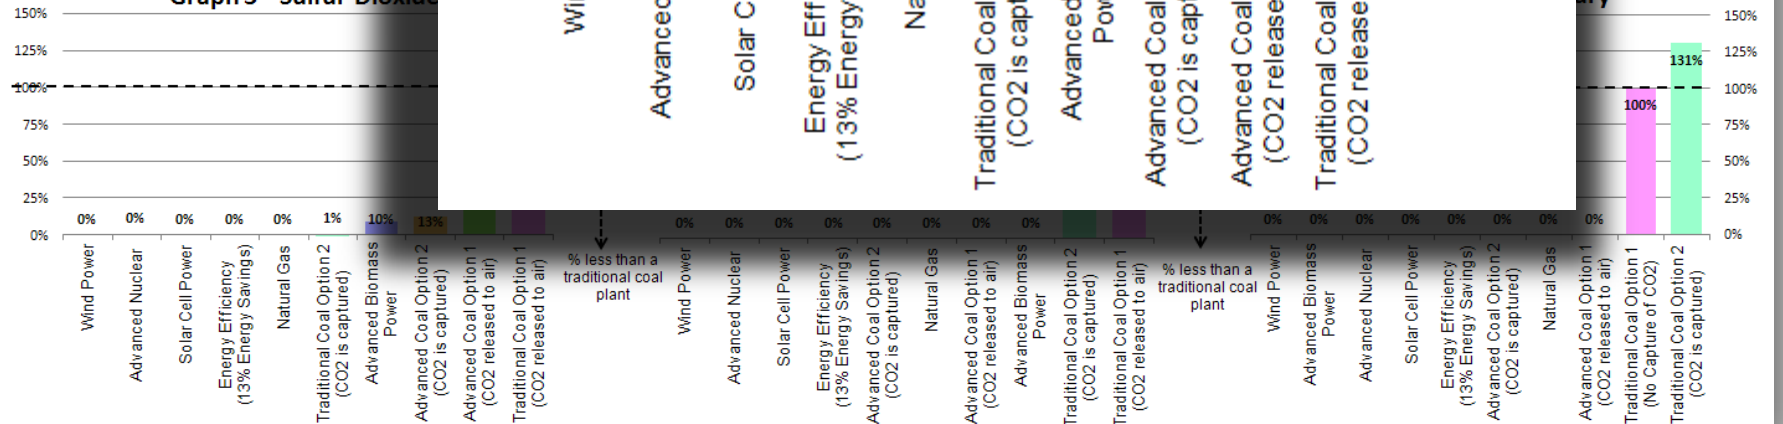 Graph 3 - Sulfur Dioxide
150%
125%
100%
75%
50%
25%
0%
0%
0%
0%
0%
0%
1%
10%
13%
Wind Power
Advanced Nuclear
Solar Cell Power
Energy Efficiency
(13% Energy Savings)
Natural Gas
Traditional Coal Option 2
(CO2 is captured)
Advanced Biomass
Power
Advanced Coal Option 2
(CO2 is captured)
Advanced Coal Option 1
(CO2 released to air)
Traditional Coal Option 1
(CO2 released to air)
Advanced
Solar C
Energy Eff
(13% Energy
Na
Traditional Coal
(CO2 is capt
Advanced
Pow
Advanced Coal
(CO2 is capt
Advanced Coal
(CO2 release
Traditional Coal
(CO2 release
% less than a
traditional coal
plant
0%
0%
0%
0%
0%
0%
0%
0%
Wind Power
Advanced Nuclear
Solar Cell Power
Energy Efficiency
(13% Energy Savings)
Advanced Coal Option 2
(CO2 is captured)
Natural Gas
Advanced Coal Option 1
(CO2 released to air)
Advanced Biomass
Power
Traditional Coal Option 2
(CO2 is captured)
Traditional Coal Option 1
(CO2 released to air)
% less than a
traditional coal
plant
0%
0%
0%
0%
0%
0%
0%
0%
100%
131%
Wind Power
Advanced Biomass
Power
Advanced Nuclear
Solar Cell Power
Energy Efficiency
(13% Energy Savings)
Advanced Coal Option 2
(CO2 is captured)
Natural Gas
Advanced Coal Option 1
(CO2 released to air)
Traditional Coal Option 1
(No Capture of CO2)
Traditional Coal Option 2
(CO2 is captured)
150%
125%
100%
75%
50%
25%
0%